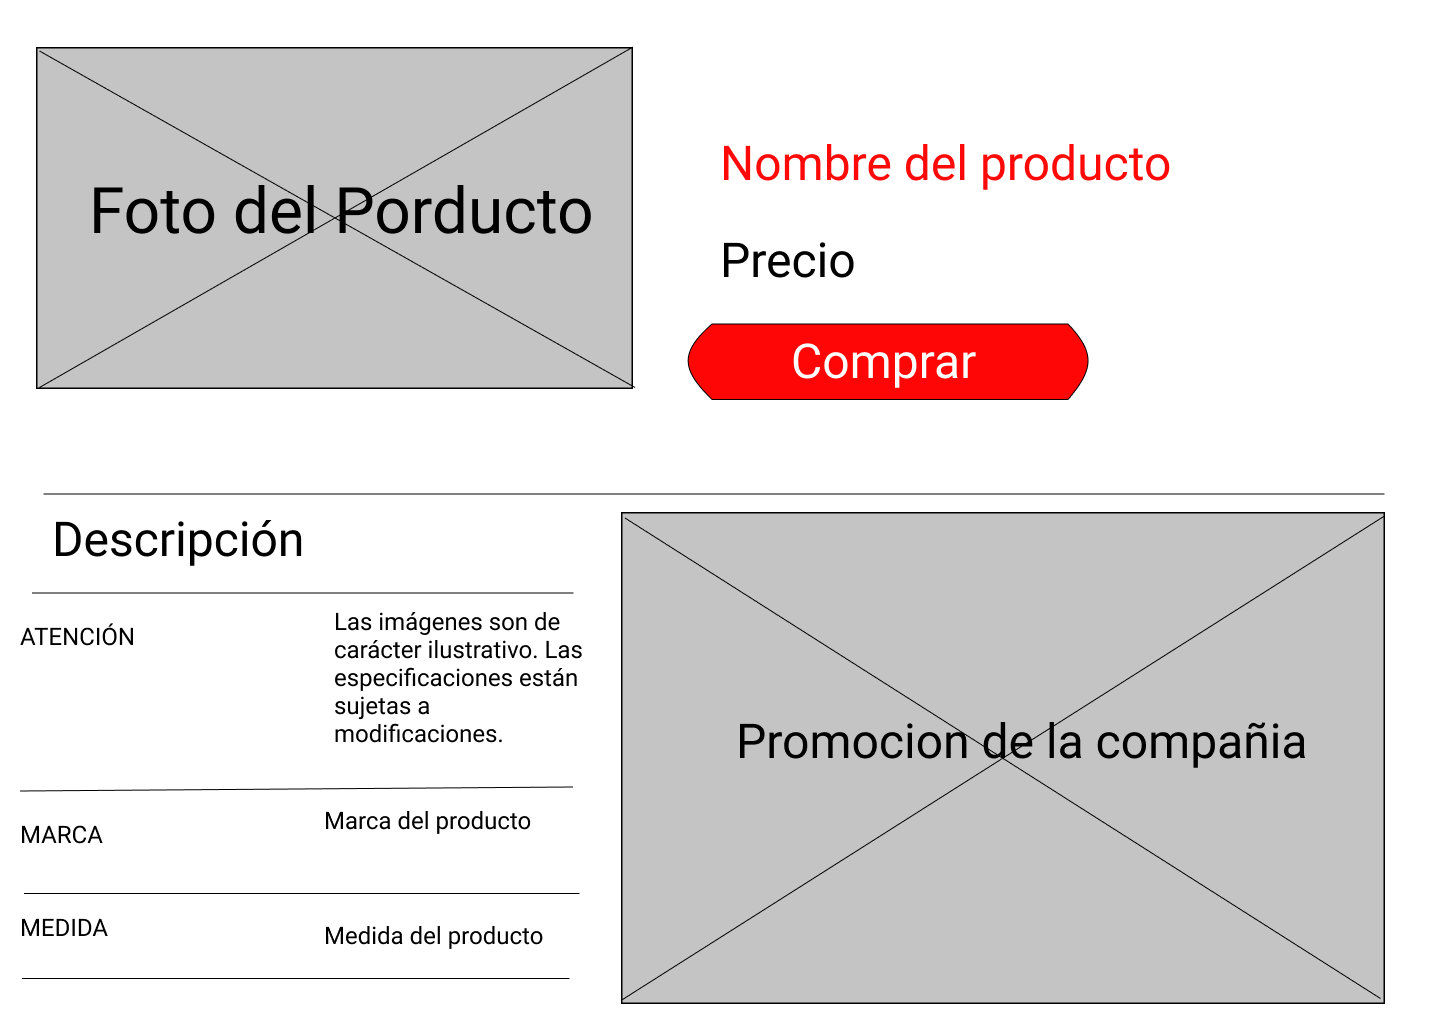 Foto del Porducto
Nombre del producto
Precio
Comprar
Descripción
ATENCIÓN
Las imágenes son de
carácter ilustrativo. Las
especificaciones están
sujetas a
modificaciones.
MARCA
Marca del producto
MEDIDA
Medida del producto
Promocion de la compañia